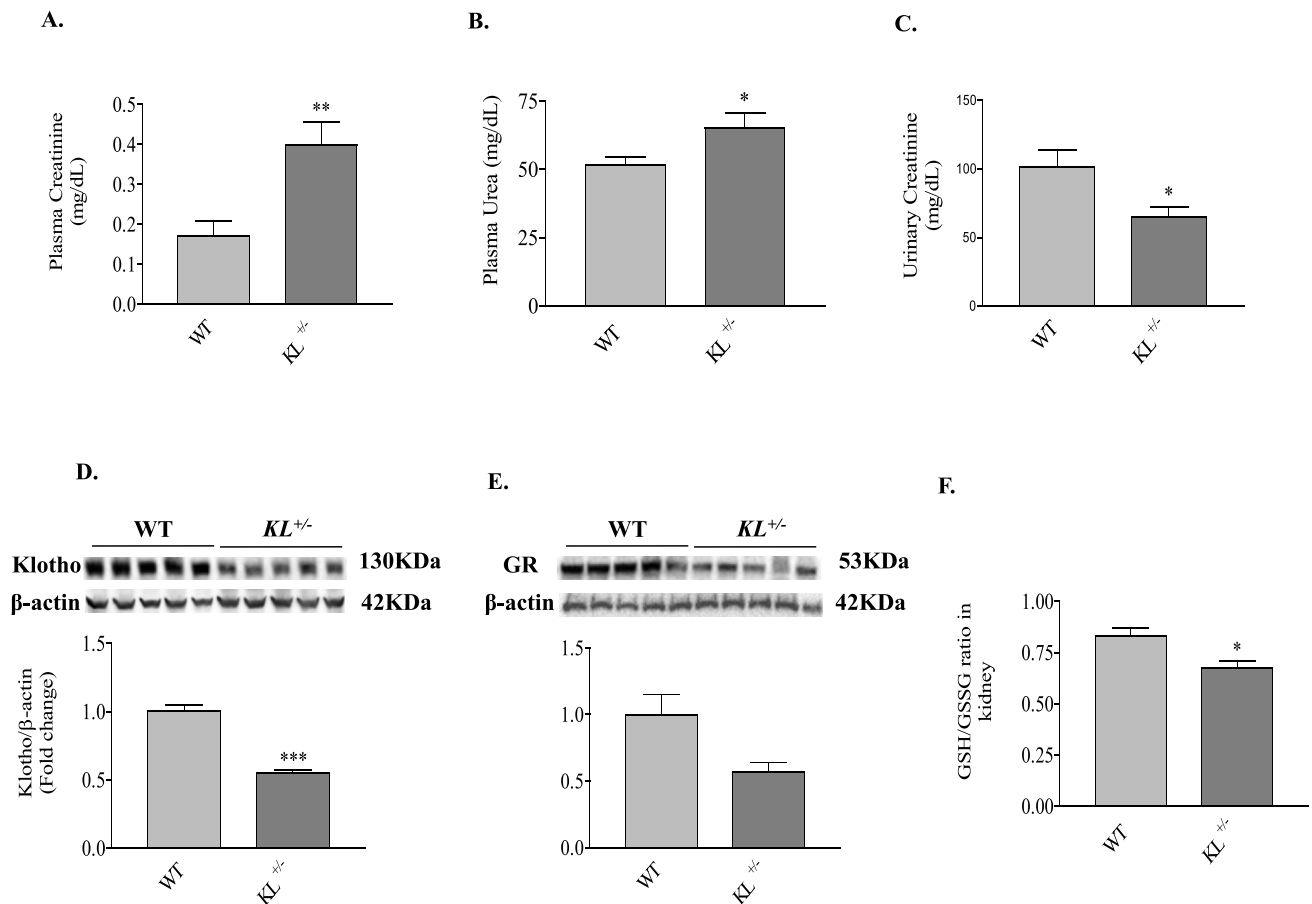 A.
Plasma Creatinine
(mg/dL)
0.5
0.4
0.3
0.2
0.1
0.0
**
WT
KL +/-
B.
Plasma Urea (mg/dL)
75
50
25
0
*
WT
KL +/-
C.
Urinary Creatinine
(mg/dL)
150
100
50
0
*
WT
KL +/-
D.
WT KL+/-
Klotho 130KDa
β-actin 42KDa
Klotho/β-actin
(Fold change)
1.5
1.0
0.5
0.0
***
WT
KL +/-
E.
WT KL+/-
GR 53KDa
β-actin 42KDa
1.5
1.0
0.5
0.0
WT
KL +/-
F.
GSH/GSSG ratio in
kidney
1.00
0.75
0.50
0.25
0.00
*
WT
KL +/-